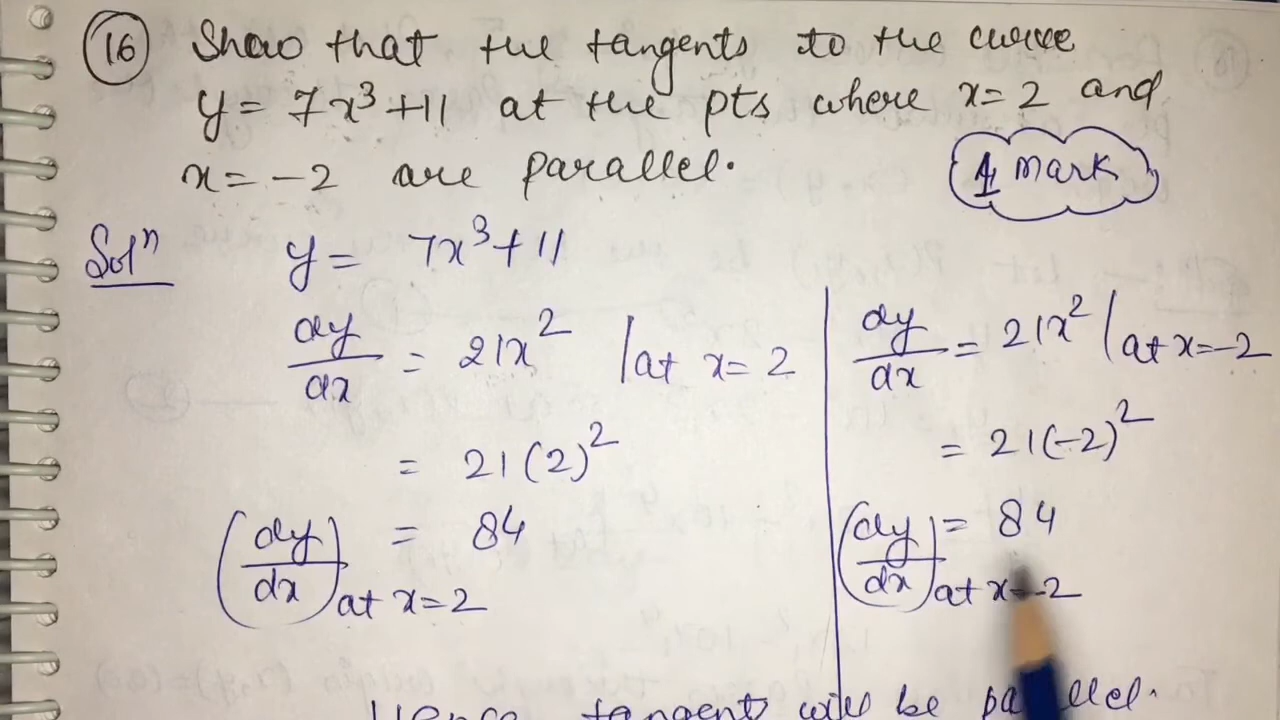 16 Show that the tangents to the curve
y = 7x³ + 11 at the pts where x = 2 and
x = -2 are parallel.
1 mark
Solⁿ y = 7x³ + 11
dy/dx = 21x² | at x = 2
= 21(2)²
(dy/dx) at x = 2 = 84
dy/dx = 21x² | at x = -2
= 21(-2)²
(dy/dx) at x = -2 = 84
Hence tangents will be parallel.